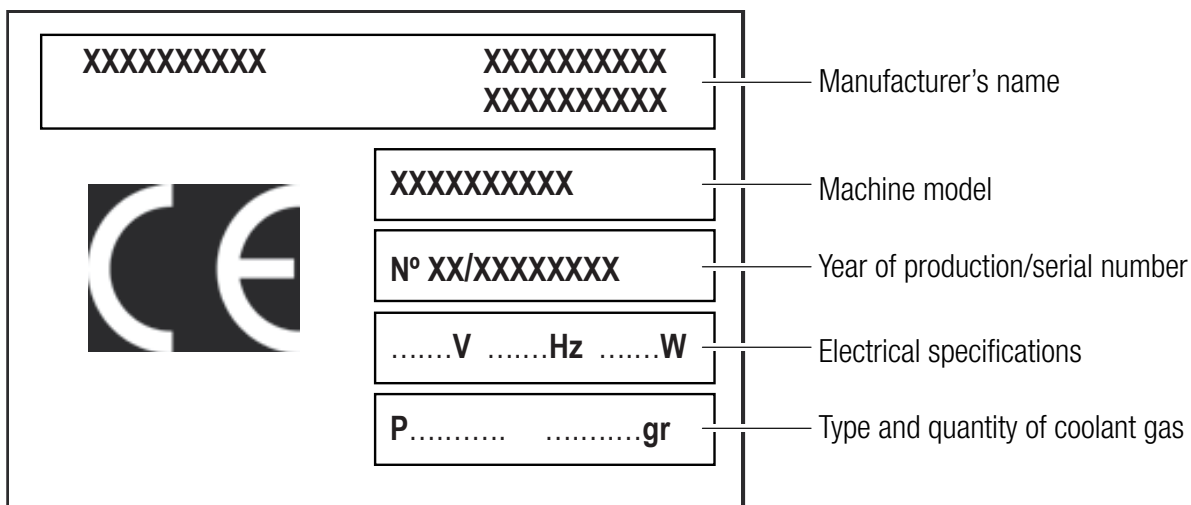 XXXXXXXXXX XXXXXXXXXX
XXXXXXXXXX
Manufacturer’s name
XXXXXXXXXX
Machine model
CE
Nº XX/XXXXXXXX
Year of production/serial number
.......V .......Hz .......W
Electrical specifications
P........... ...........gr
Type and quantity of coolant gas